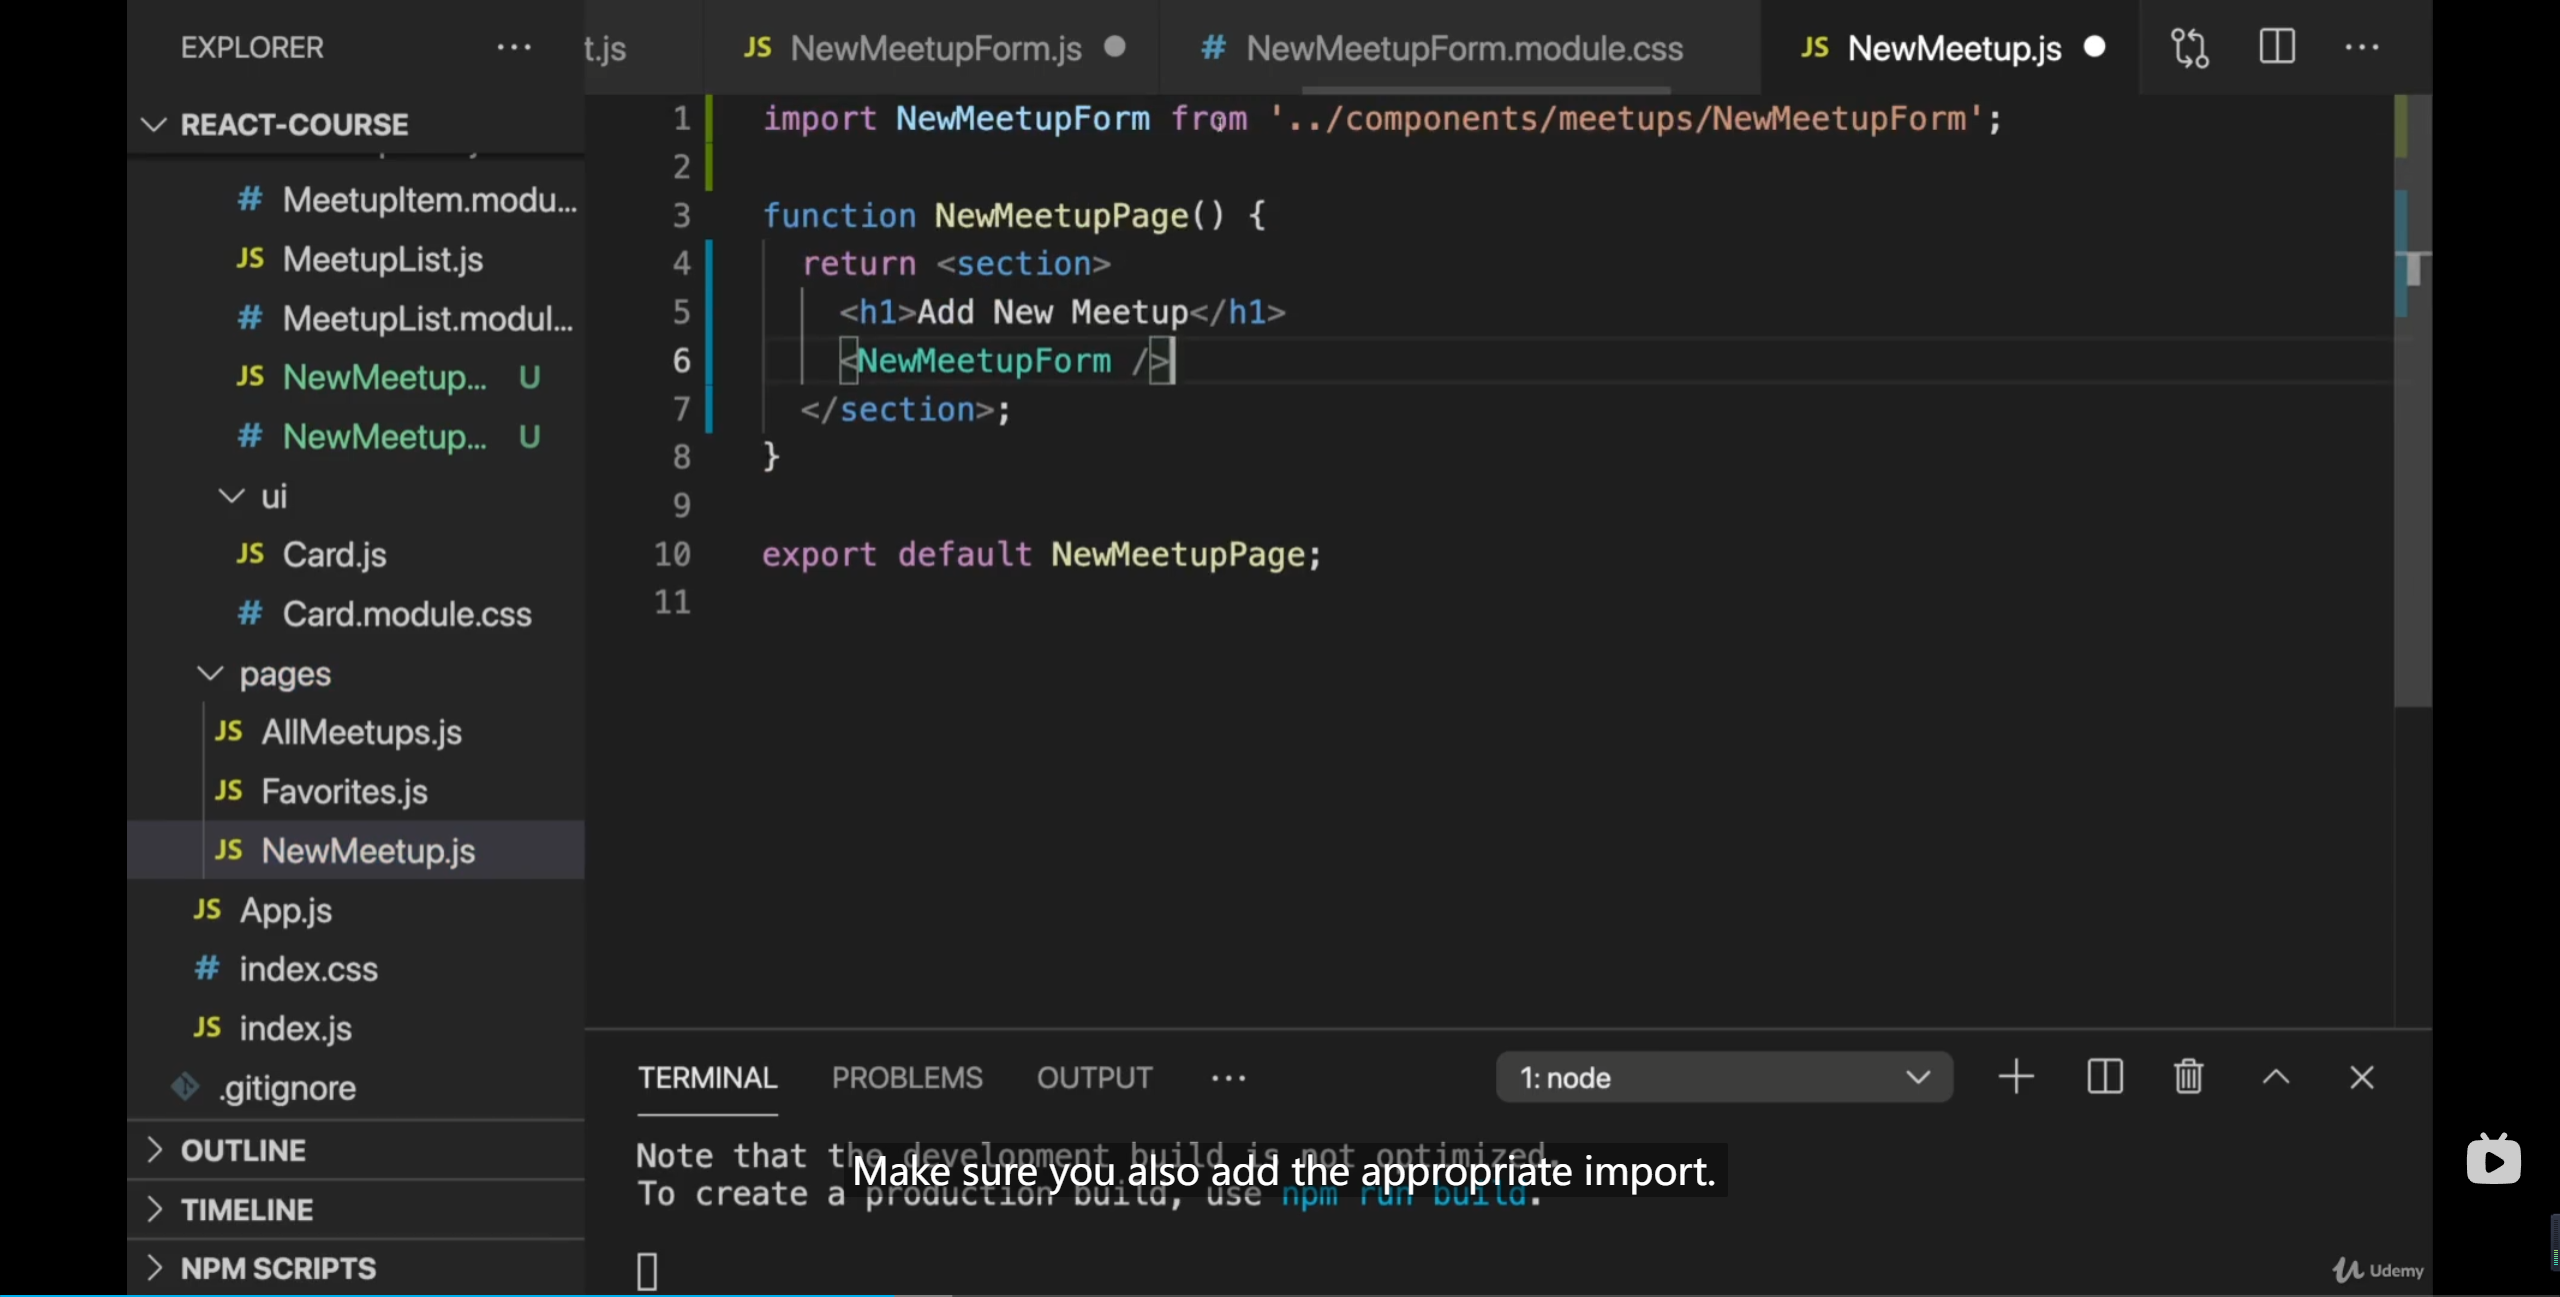 EXPLORER
REACT-COURSE
MeetupItem.modu...
JS MeetupList.js
# MeetupList.modul...
JS NewMeetup... U
# NewMeetup... U
ui
JS Card.js
# Card.module.css
pages
JS AllMeetups.js
JS Favorites.js
JS NewMeetup.js
JS App.js
# index.css
JS index.js
.gitignore
OUTLINE
TIMELINE
NPM SCRIPTS
t.js
JS NewMeetupForm.js
# NewMeetupForm.module.css
JS NewMeetup.js
1 import NewMeetupForm from '../components/meetups/NewMeetupForm';
2
3 function NewMeetupPage() {
4 return <section>
5 <h1>Add New Meetup</h1>
6 <NewMeetupForm />
7 </section>;
8 }
9
10 export default NewMeetupPage;
11
TERMINAL PROBLEMS OUTPUT
1: node
Note that the development build is not optimized.
To create a production build, use npm run build.
Make sure you also add the appropriate import.
Udemy